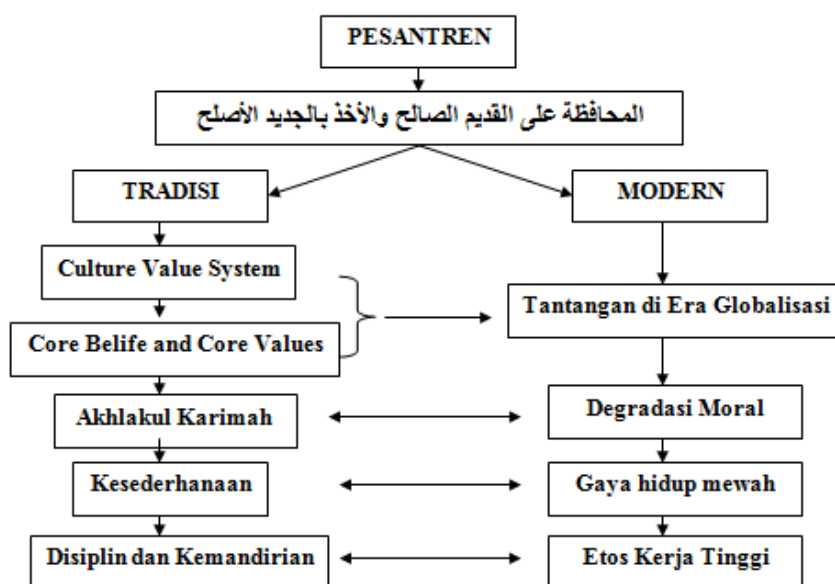 PESANTREN
المحافظة على القديم الصالح والأخذ بالجديد الأصلح
TRADISI
MODERN
Culture Value System
Tantangan di Era Globalisasi
Core Belife and Core Values
Akhlakul Karimah
Degradasi Moral
Kesederhanaan
Gaya hidup mewah
Disiplin dan Kemandirian
Etos Kerja Tinggi